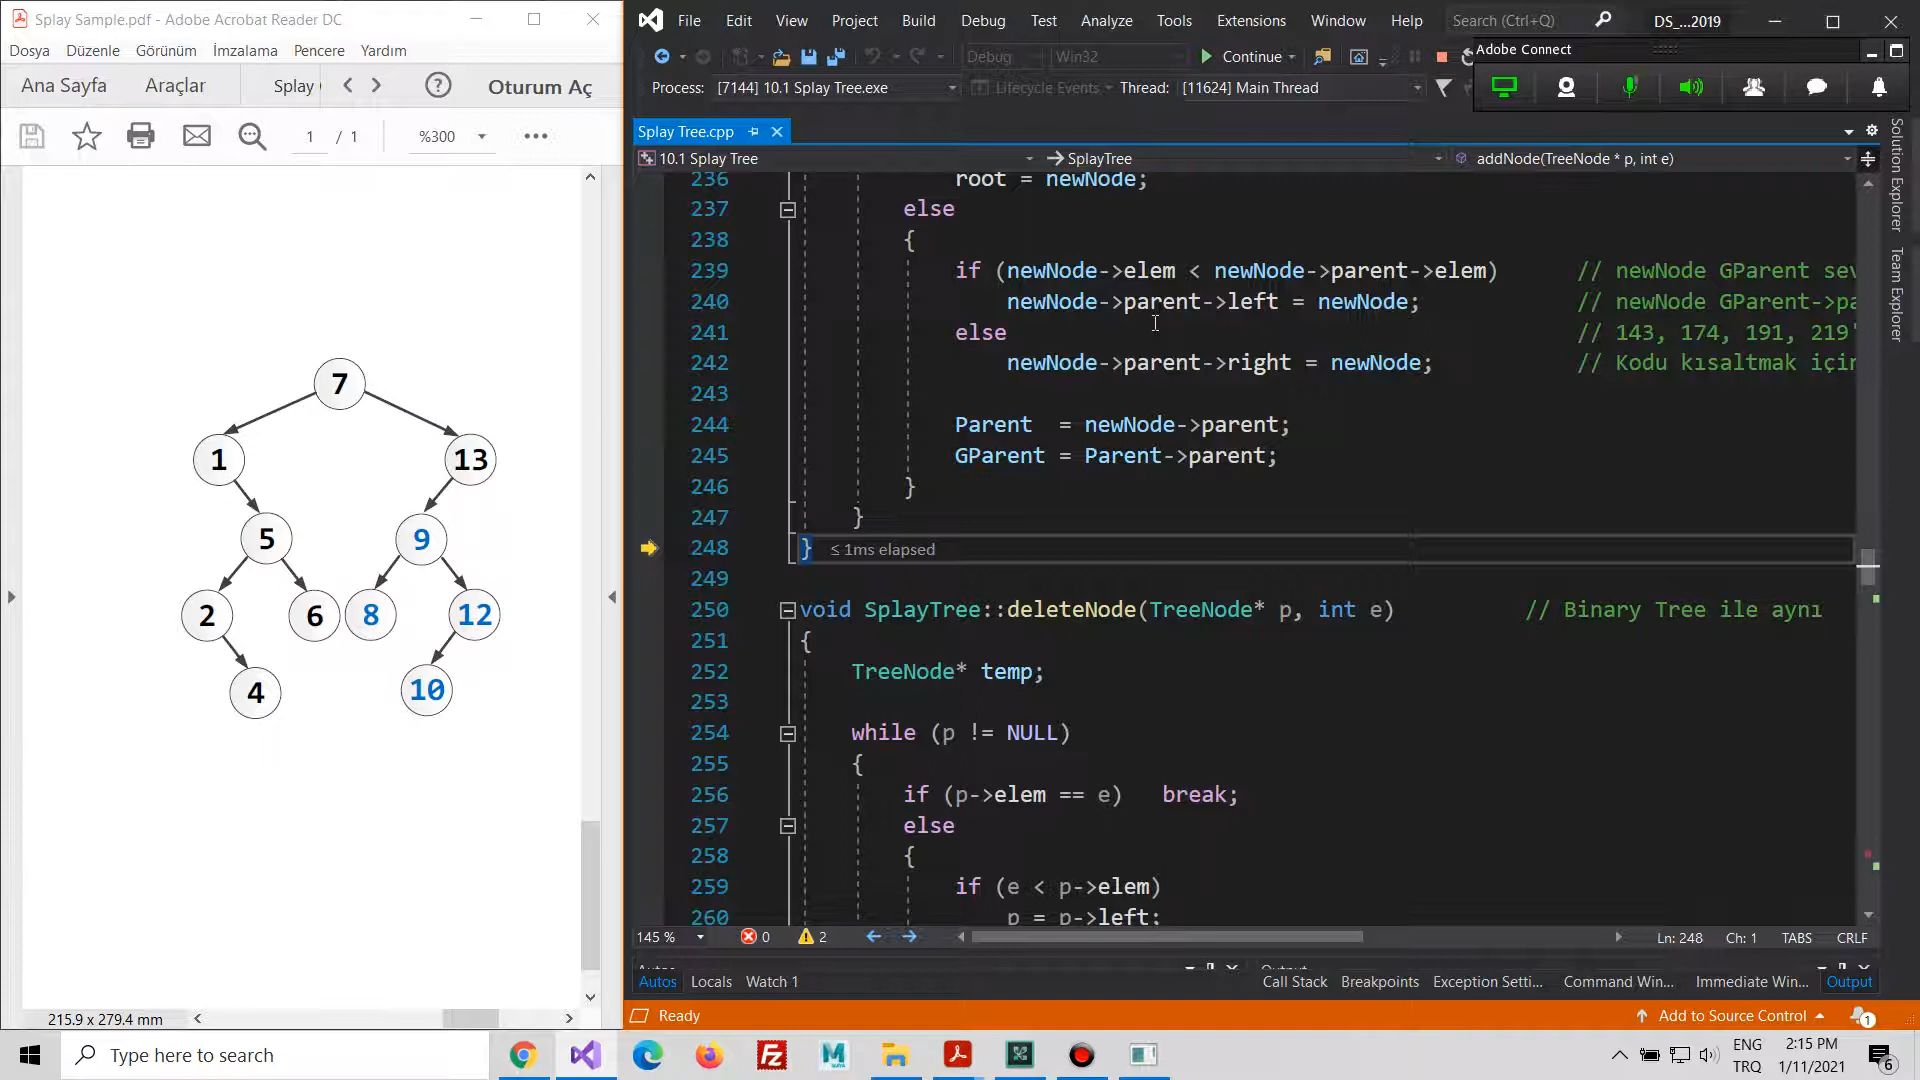 Splay Sample.pdf - Adobe Acrobat Reader DC
Dosya Düzenle Görünüm İmzalama Pencere Yardım
Ana Sayfa Araçlar Splay Oturum Aç
1 / 1 %300
7
1 13
5 9
2 6 8 12
4 10
215.9 x 279.4 mm
File Edit View Project Build Debug Test Analyze Tools Extensions Window Help Search (Ctrl+Q) DS_...2019
Adobe Connect
Debug Win32 Continue
Process: [7144] 10.1 Splay Tree.exe Lifecycle Events Thread: [11624] Main Thread
Splay Tree.cpp
10.1 Splay Tree SplayTree addNode(TreeNode * p, int e)
Solution Explorer
Team Explorer
236 root = newNode;
237 else
238 {
239 if (newNode->elem < newNode->parent->elem) // newNode GParent sev
240 newNode->parent->left = newNode; // newNode GParent->pa
241 else // 143, 174, 191, 219'
242 newNode->parent->right = newNode; // Kodu kısaltmak için
243
244 Parent = newNode->parent;
245 GParent = Parent->parent;
246 }
247 }
248 } ≤ 1ms elapsed
249
250 void SplayTree::deleteNode(TreeNode* p, int e) // Binary Tree ile aynı
251 {
252 TreeNode* temp;
253
254 while (p != NULL)
255 {
256 if (p->elem == e) break;
257 else
258 {
259 if (e < p->elem)
260 p = p->left;
145 % 0 2 Ln: 248 Ch: 1 TABS CRLF
Autos Locals Watch 1 Call Stack Breakpoints Exception Setti... Command Win... Immediate Win... Output
Ready Add to Source Control 1
Type here to search
ENG 2:15 PM
TRQ 1/11/2021 6